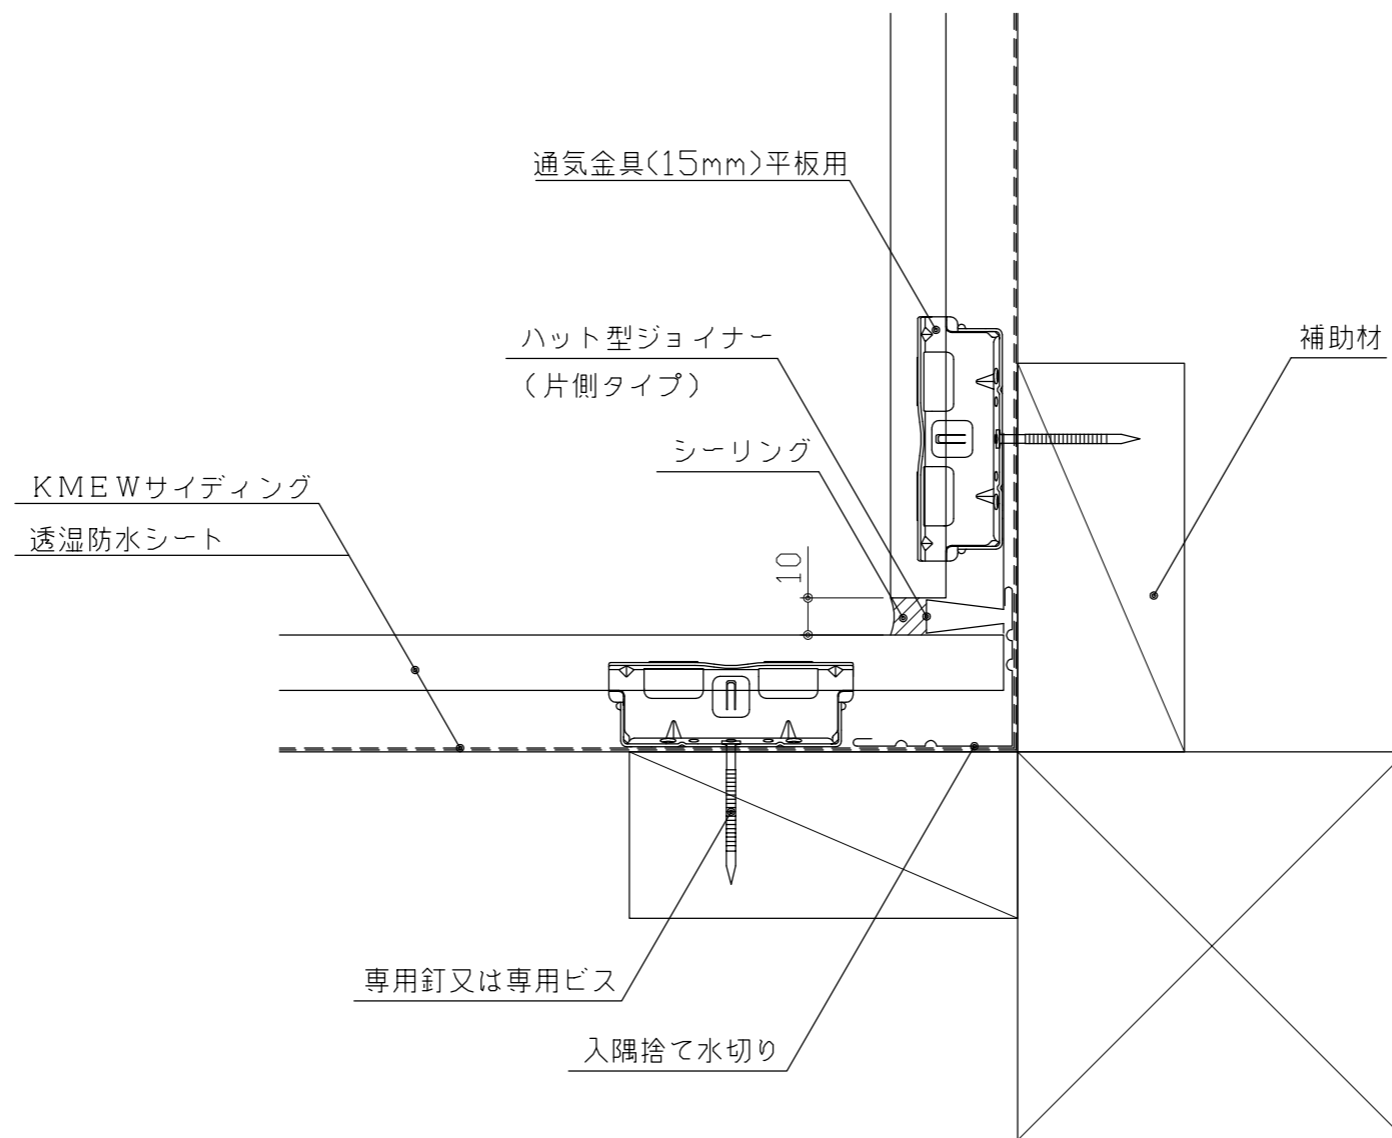 通気金具(15mm)平板用
ハット型ジョイナー
(片側タイプ)
補助材
シーリング
KMEWサイディング
透湿防水シート
10
専用釘又は専用ビス
入隅捨て水切り